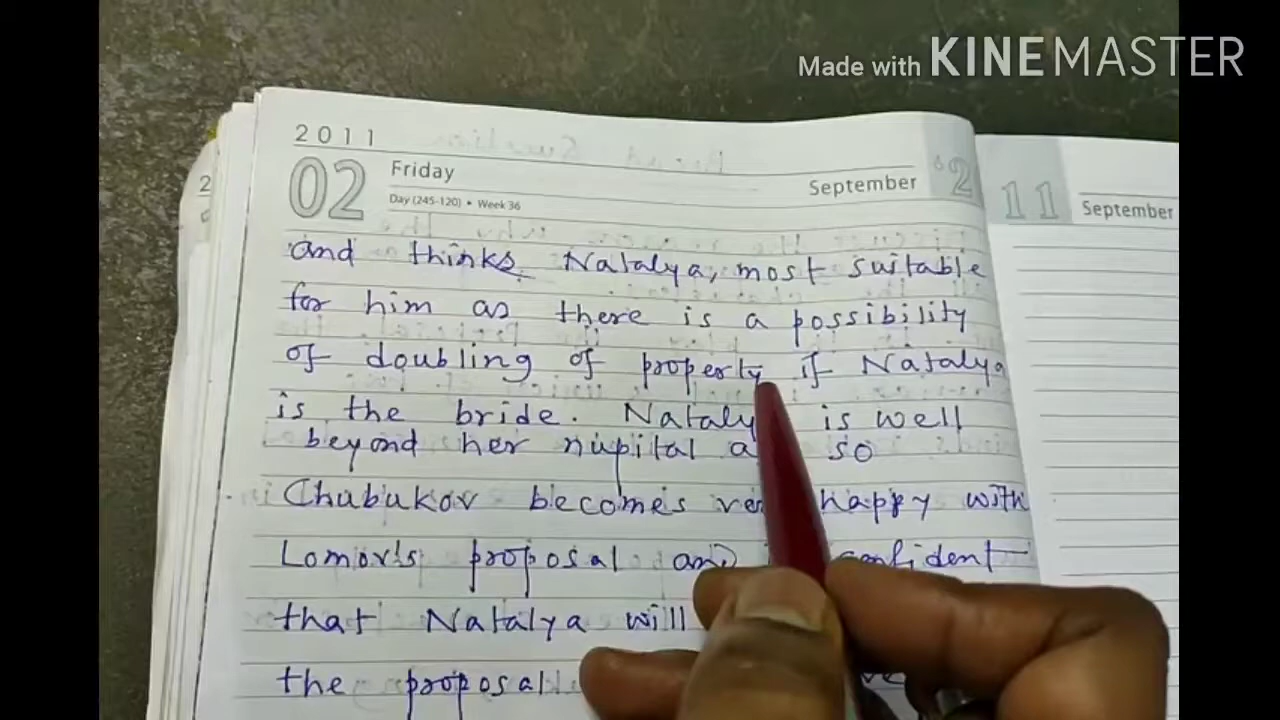 Made with KINEMASTER
2011
02 Friday
September
Day (245-120) • Week 36
2
11 September
and thinks Natalya, most suitable
for him as there is a possibility
of doubling of property if Natalya
is the bride. Nataly is well
beyond her nupital a so
Chubukov becomes happy with
Lomov's proposal and
that Natalya will
the proposal